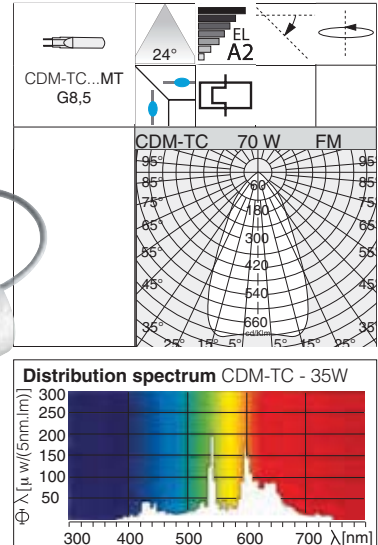 24°
EL
A2
CDM-TC...MT
G8,5
CDM-TC 70 W FM
95° 95°
85° 85°
75° 75°
65° 65°
55° 55°
45° 45°
35° 35°
60
180
300
420
540
660
cd/Klm
25° 15° 5° 5° 15° 25°
Distribution spectrum CDM-TC - 35W
Φ λ [µ w/(5nm.lm)]
300
250
200
150
100
50
300 400 500 600 700 λ[nm]